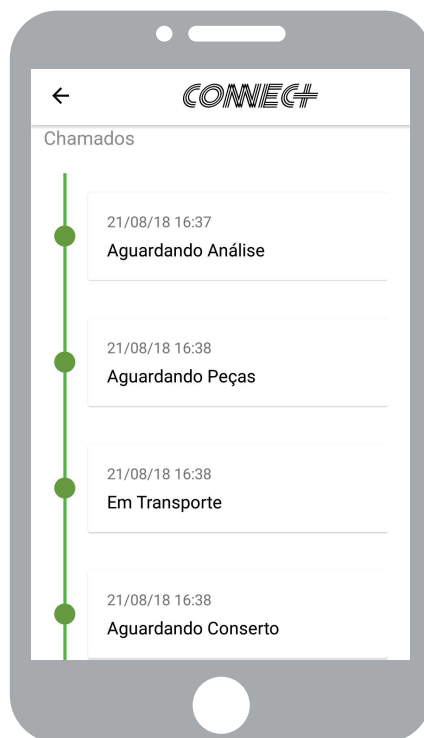 CONNECT
Chamados
21/08/18 16:37
Aguardando Análise
21/08/18 16:38
Aguardando Peças
21/08/18 16:38
Em Transporte
21/08/18 16:38
Aguardando Conserto